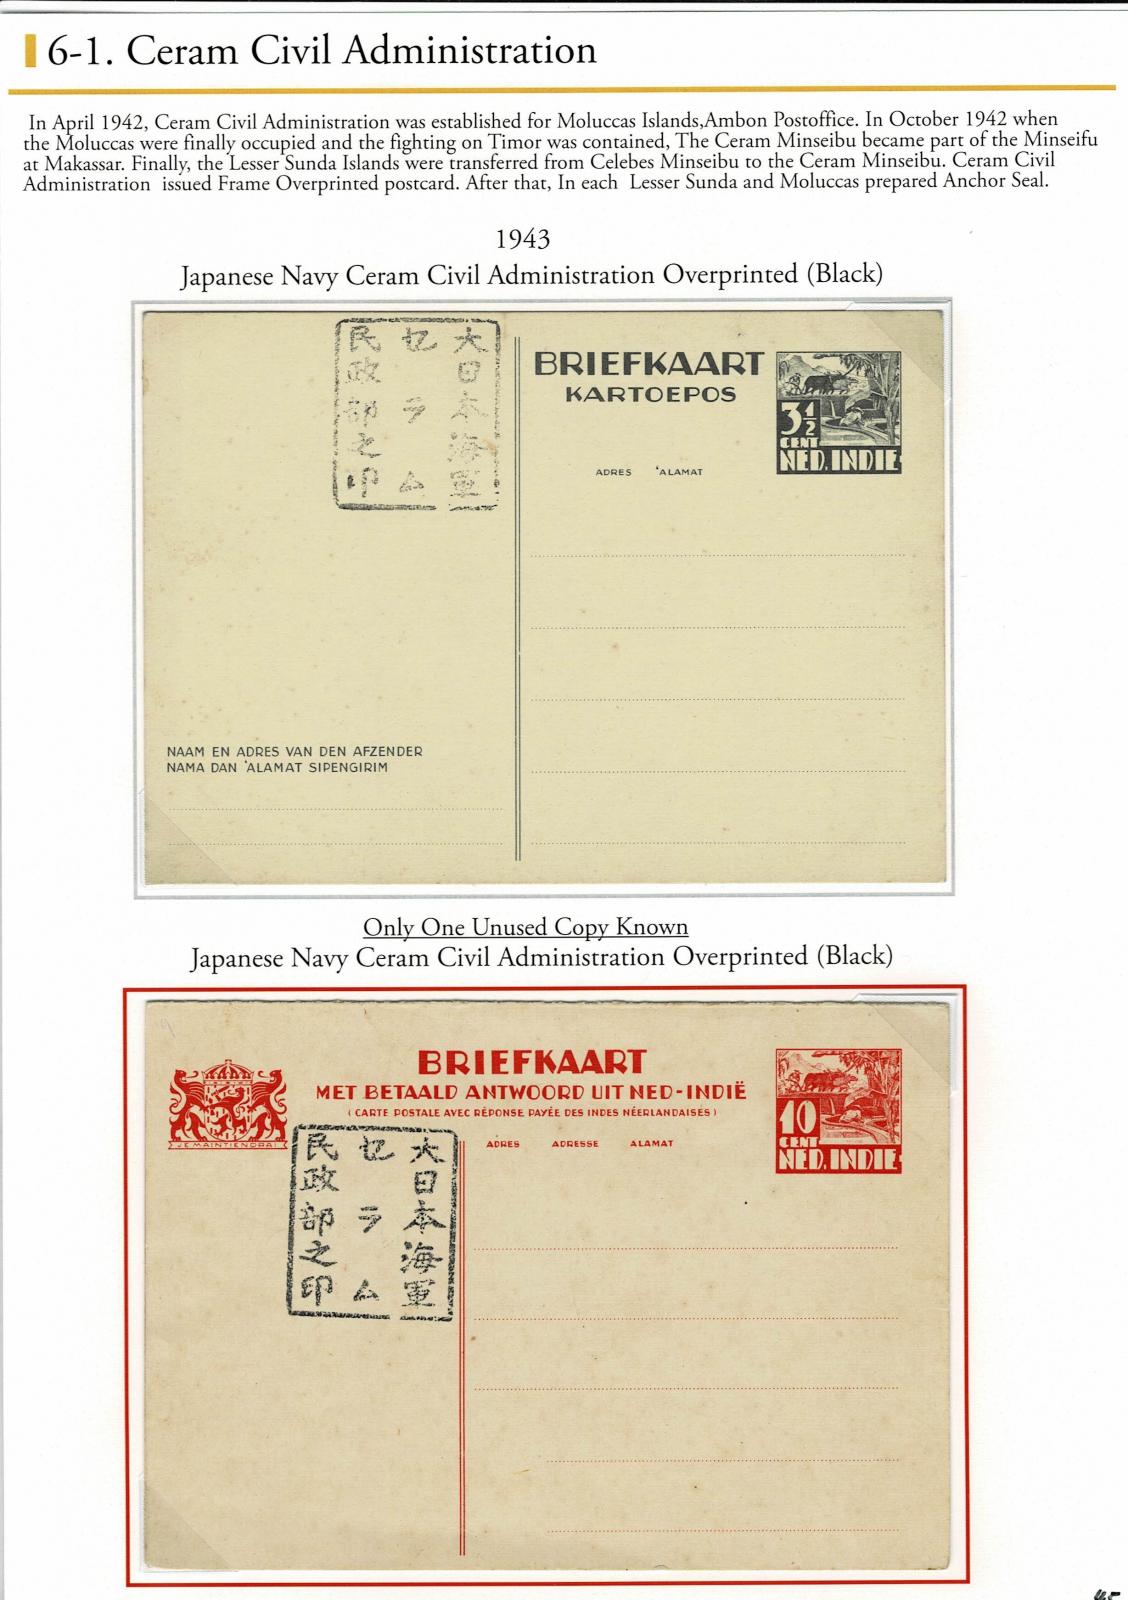 6-1. Ceram Civil Administration
In April 1942, Ceram Civil Administration was established for Moluccas Islands,Ambon Postoffice. In October 1942 when
the Moluccas were finally occupied and the fighting on Timor was contained, The Ceram Minseibu became part of the Minseifu
at Makassar. Finally, the Lesser Sunda Islands were transferred from Celebes Minseibu to the Ceram Minseibu. Ceram Civil
Administration issued Frame Overprinted postcard. After that, In each Lesser Sunda and Moluccas prepared Anchor Seal.
1943
Japanese Navy Ceram Civil Administration Overprinted (Black)
大日本海軍
セラム
民政部之印
BRIEFKAART
KARTOEPOS
ADRES 'ALAMAT
3½
CENT
NED. INDIE
NAAM EN ADRES VAN DEN AFZENDER
NAMA DAN 'ALAMAT SIPENGIRIM
Only One Unused Copy Known
Japanese Navy Ceram Civil Administration Overprinted (Black)
BRIEFKAART
MET BETAALD ANTWOORD UIT NED-INDIË
( CARTE POSTALE AVEC RÉPONSE PAYÉE DES INDES NÉERLANDAISES )
JE MAINTIENDRAI
ADRES ADRESSE ALAMAT
10
CENT
NED. INDIE
大日本海軍
セラム
民政部之印
45